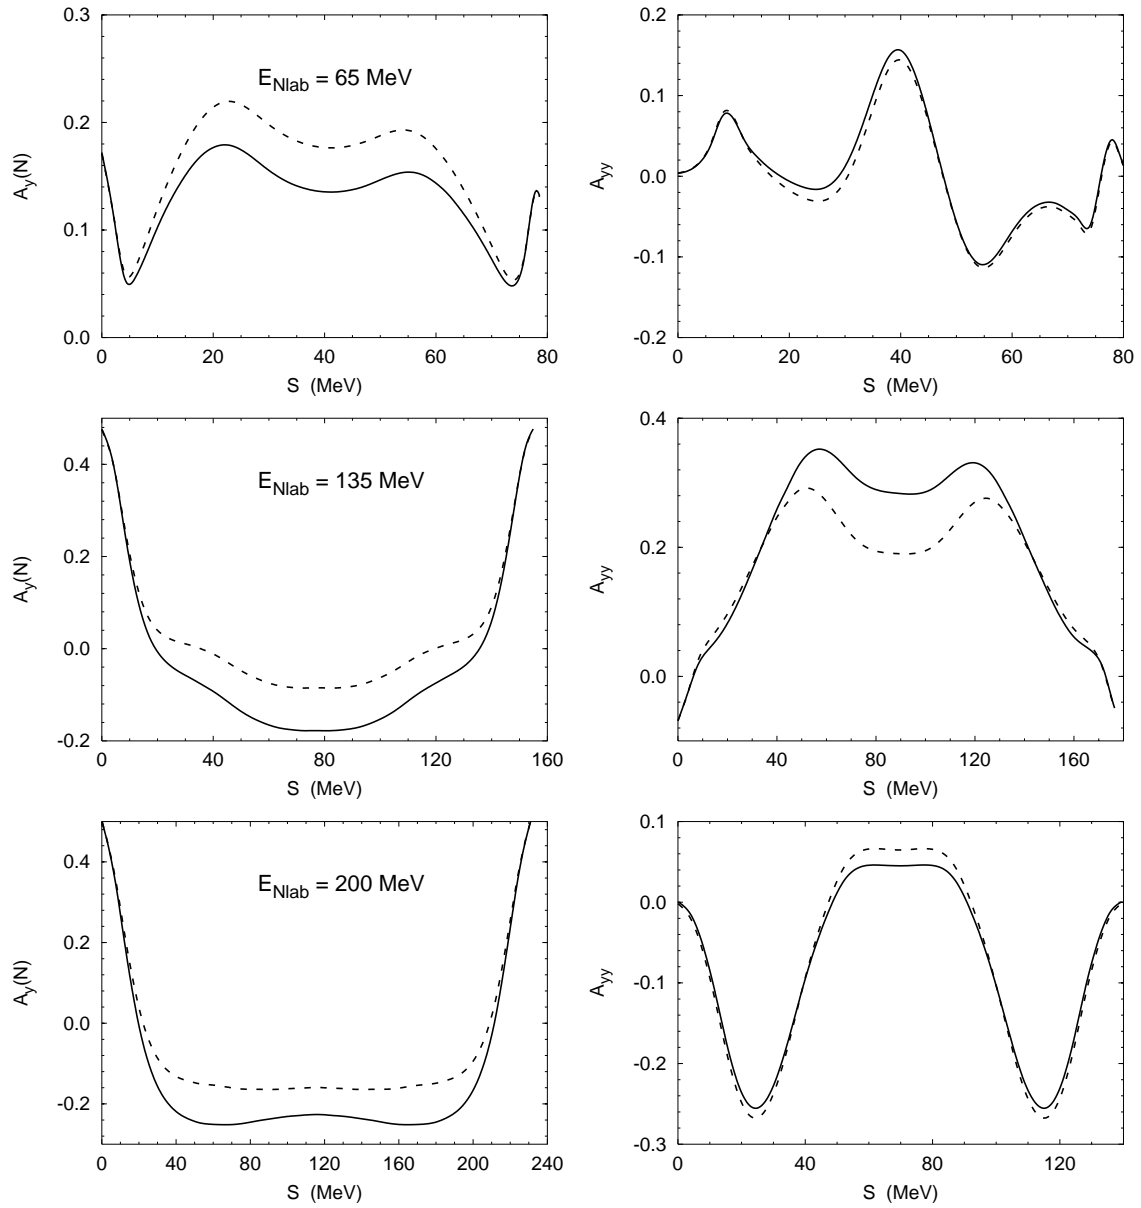 0.3
0.2
0.1
0.0
A_y(N)
E_Nlab = 65 MeV
0 20 40 60 80
S (MeV)
0.2
0.1
0.0
-0.1
-0.2
A_yy
0 20 40 60 80
S (MeV)
0.4
0.2
0.0
-0.2
A_y(N)
E_Nlab = 135 MeV
0 40 80 120 160
S (MeV)
0.4
0.2
0.0
A_yy
0 40 80 120 160
S (MeV)
0.4
0.2
0.0
-0.2
A_y(N)
E_Nlab = 200 MeV
0 40 80 120 160 200 240
S (MeV)
0.1
0.0
-0.1
-0.2
-0.3
A_yy
0 40 80 120
S (MeV)